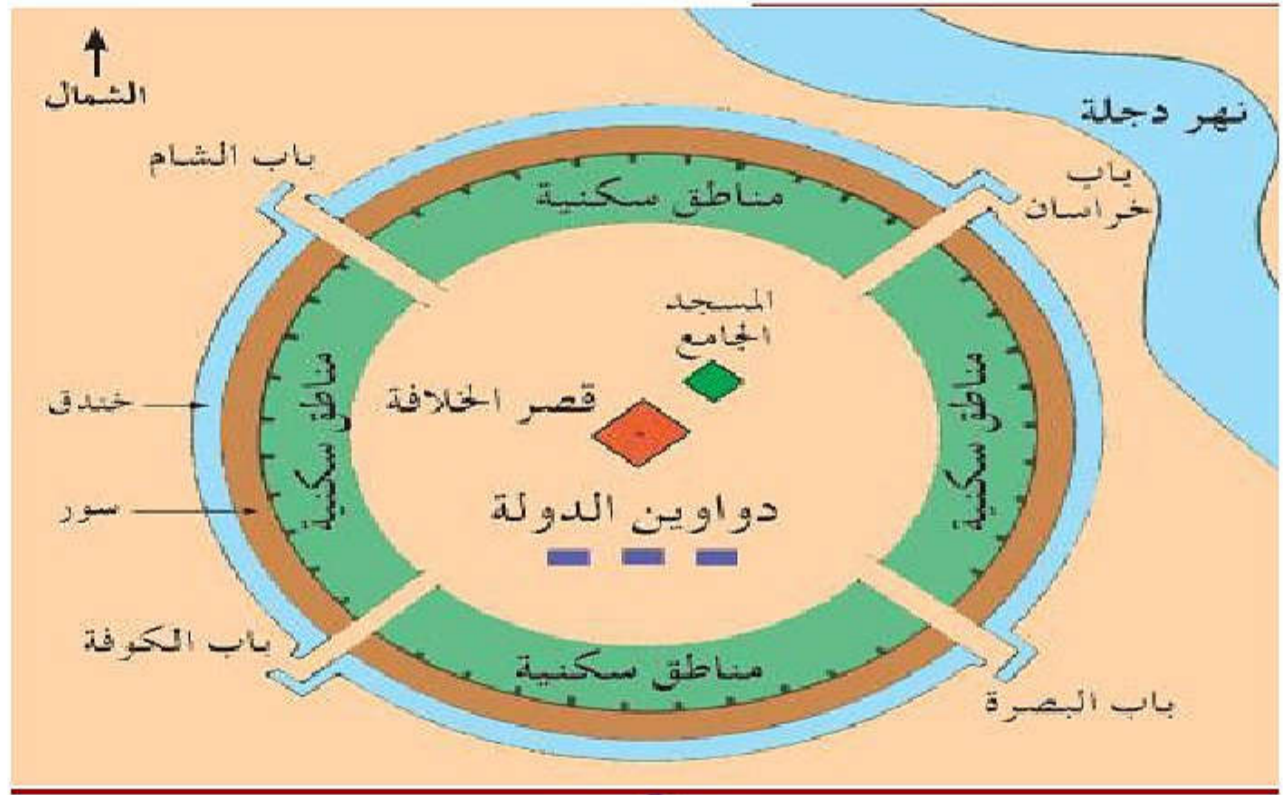 الشمال
نهر دجلة
باب الشام
ياب
خراسان
مناطق سكنية
المسجد
الجامع
قصر الخلافة
مناطق سكنية
مناطق سكنية
خندق
سور
دواوين الدولة
باب الكوفة
مناطق سكنية
باب البصرة